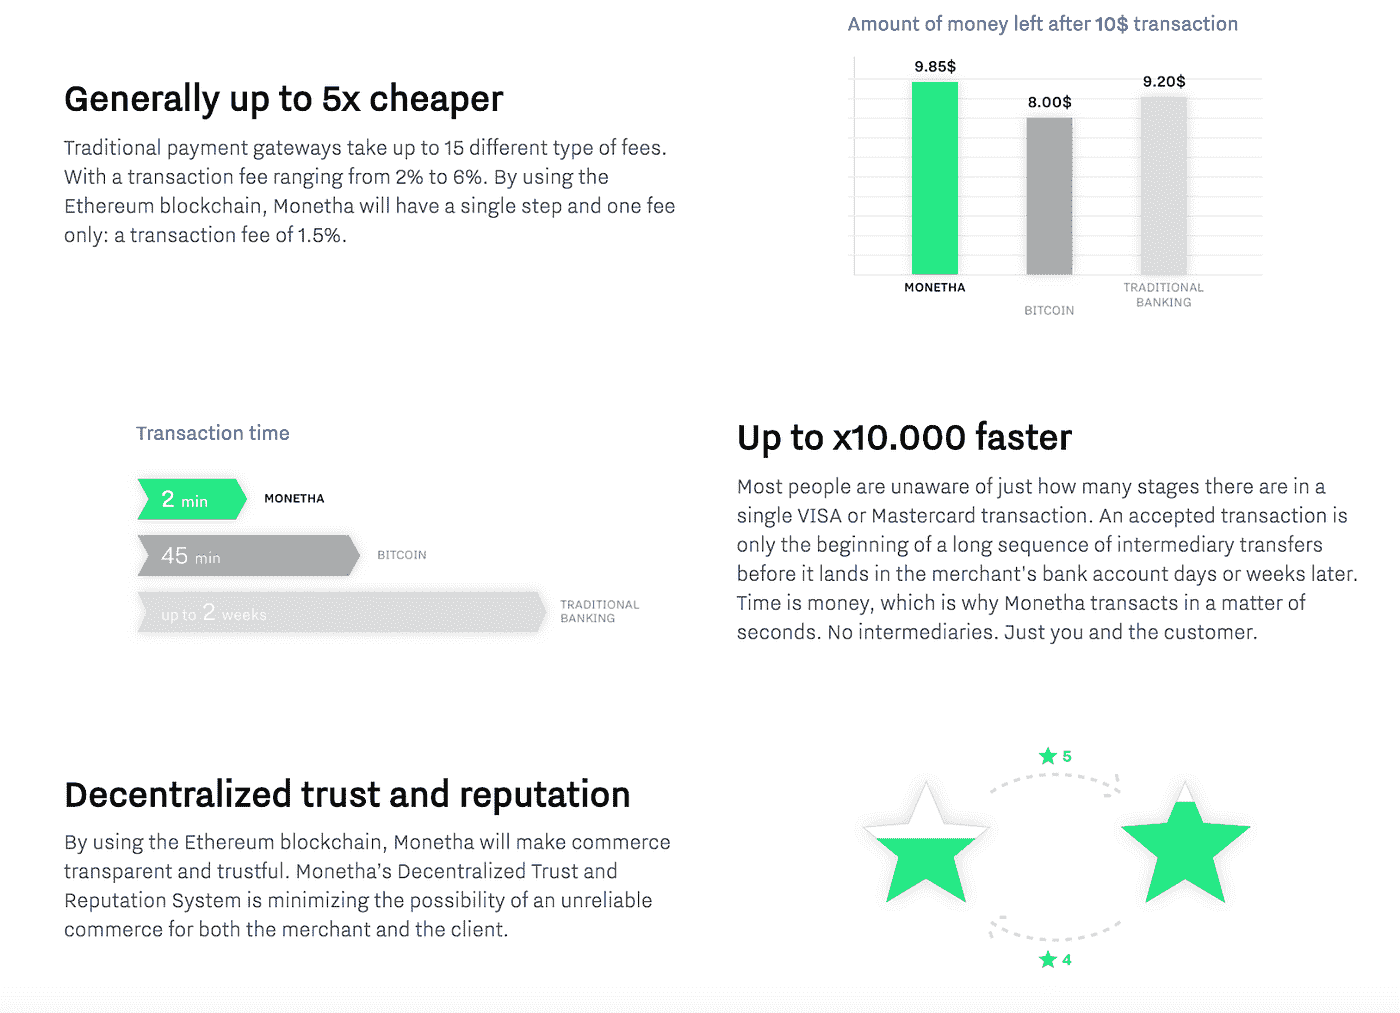 Amount of money left after 10$ transaction
9.85$
8.00$
9.20$
MONETHA
BITCOIN
TRADITIONAL
BANKING
Generally up to 5x cheaper
Traditional payment gateways take up to 15 different type of fees.
With a transaction fee ranging from 2% to 6%. By using the
Ethereum blockchain, Monetha will have a single step and one fee
only: a transaction fee of 1.5%.
Transaction time
2 min
MONETHA
45 min
BITCOIN
up to 2 weeks
TRADITIONAL
BANKING
Up to x10.000 faster
Most people are unaware of just how many stages there are in a
single VISA or Mastercard transaction. An accepted transaction is
only the beginning of a long sequence of intermediary transfers
before it lands in the merchant's bank account days or weeks later.
Time is money, which is why Monetha transacts in a matter of
seconds. No intermediaries. Just you and the customer.
Decentralized trust and reputation
By using the Ethereum blockchain, Monetha will make commerce
transparent and trustful. Monetha's Decentralized Trust and
Reputation System is minimizing the possibility of an unreliable
commerce for both the merchant and the client.
5
4